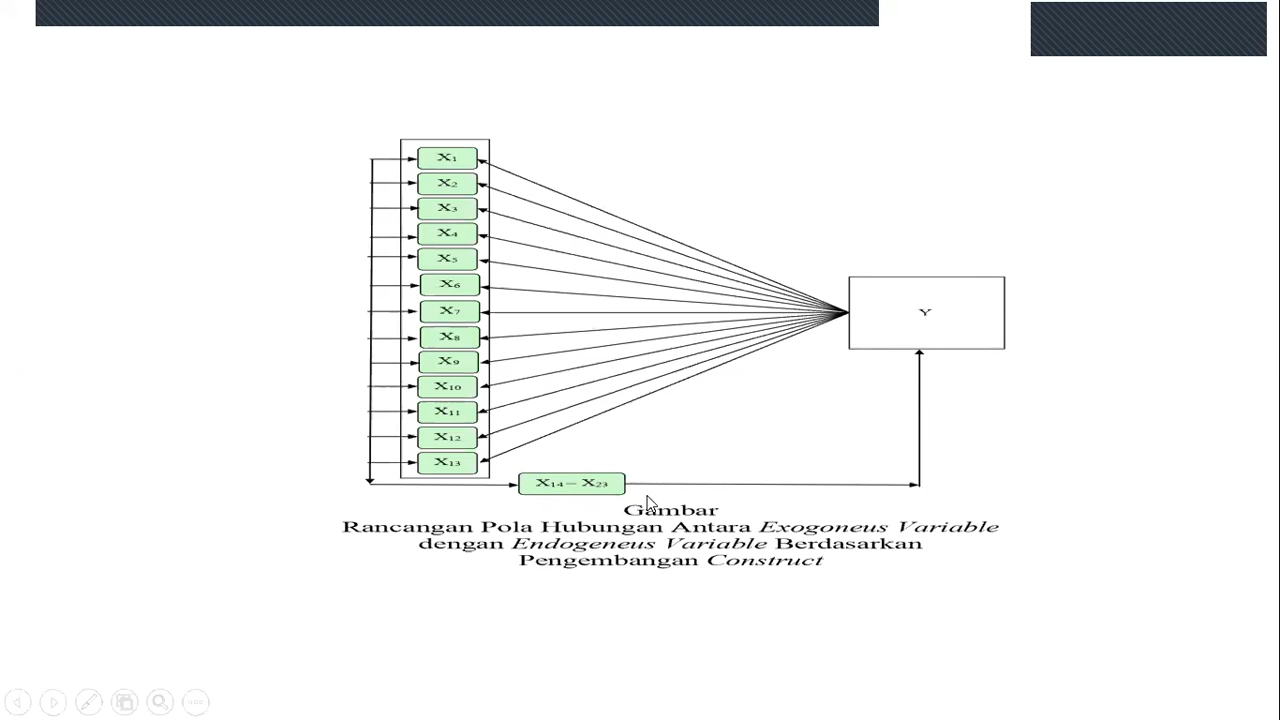 X1
X2
X3
X4
X5
X6
X7
X8
X9
X10
X11
X12
X13
Y
X14 – X23
Gambar
Rancangan Pola Hubungan Antara Exogoneus Variable
dengan Endogeneus Variable Berdasarkan
Pengembangan Construct